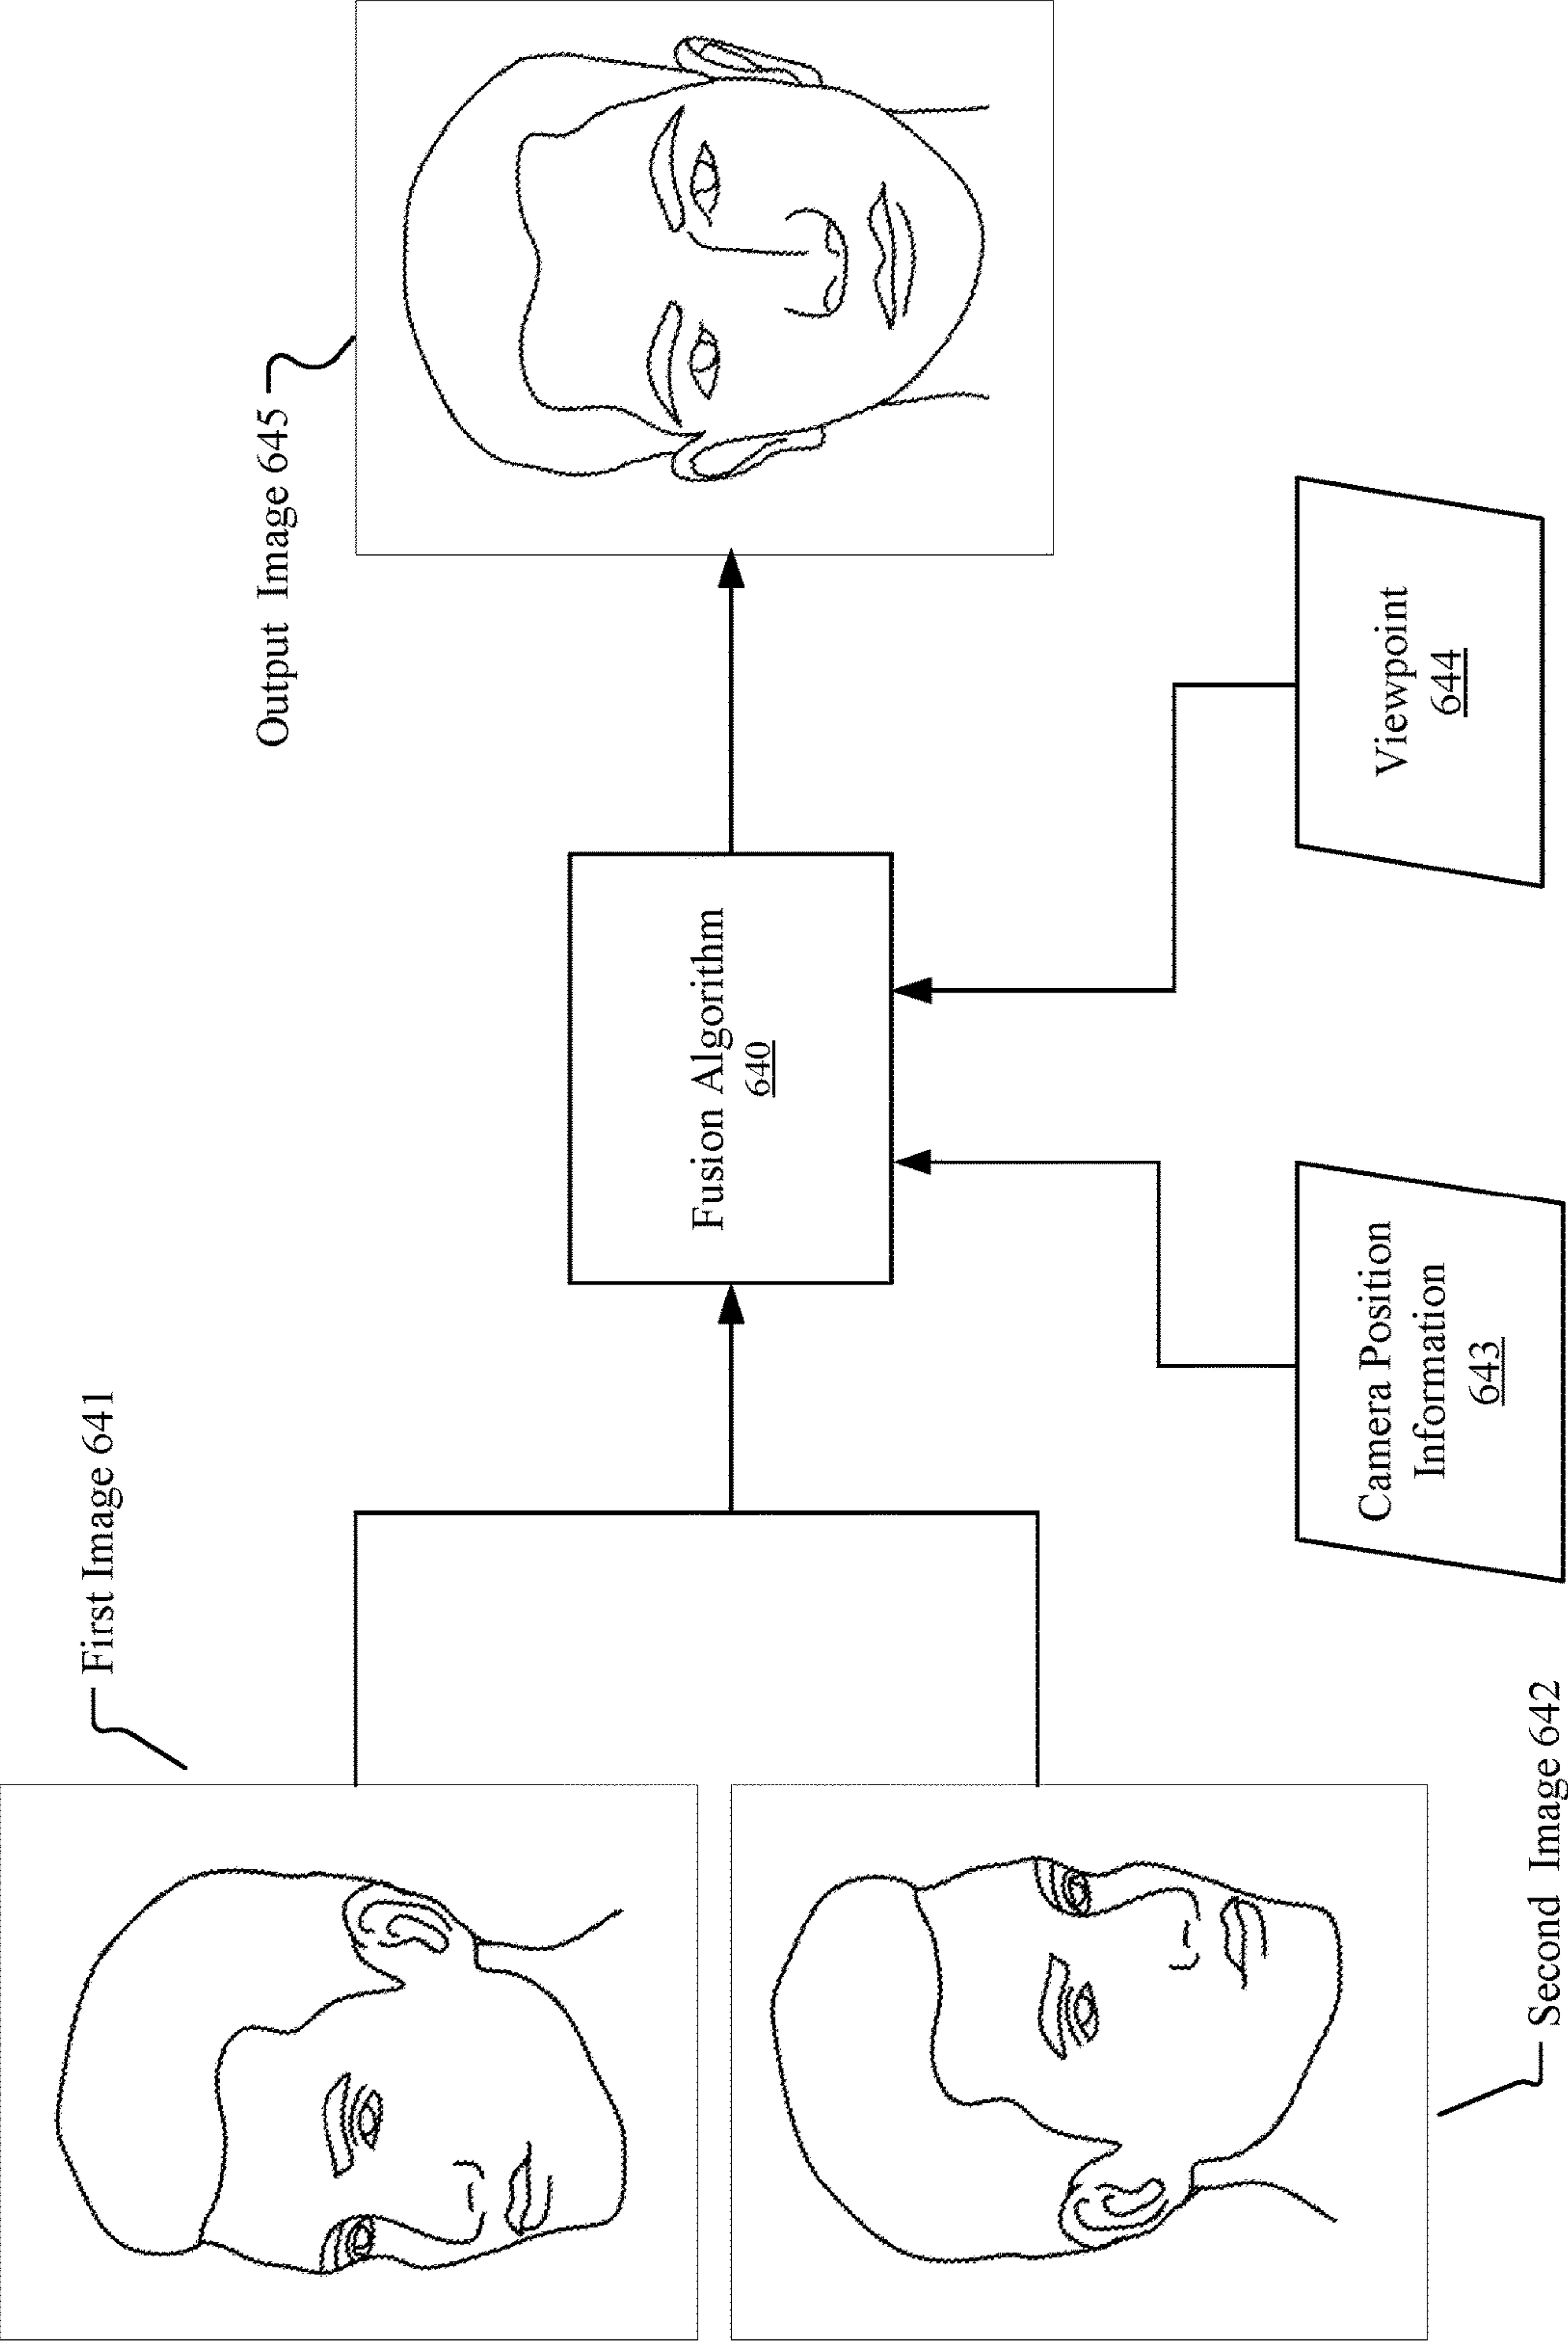 First Image 641
Output Image 645
Fusion Algorithm
640
Camera Position
Information
643
Viewpoint
644
Second Image 642